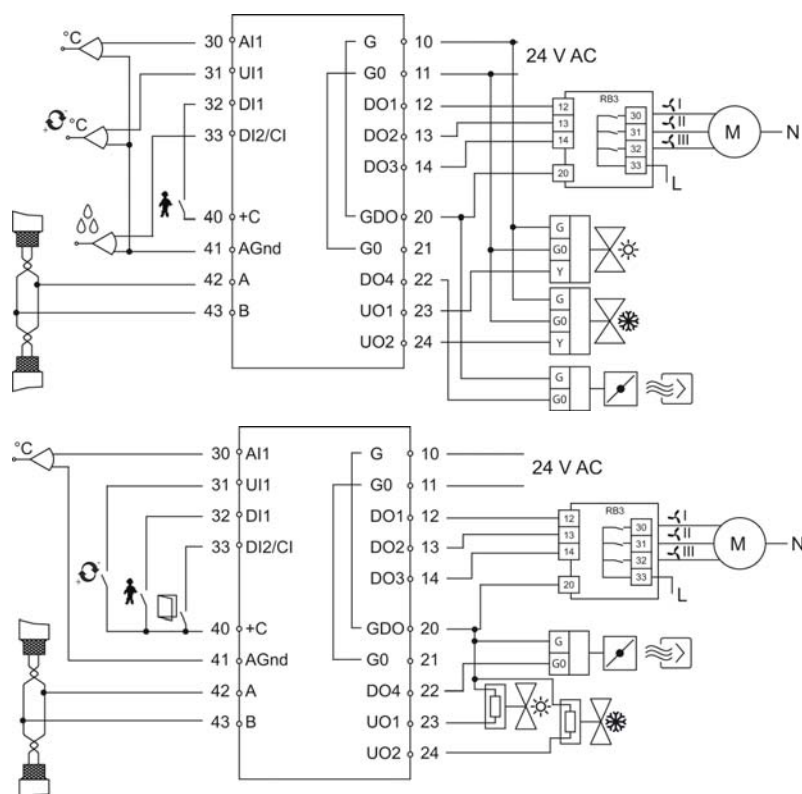 °C 30 AI1 G 10 24 V AC
31 UI1 G0 11
°C 32 DI1 DO1 12 12 RB3 30 I
33 DI2/CI DO2 13 13 31 II M N
DO3 14 14 32 III
20 33 L
40 +C GDO 20 G
41 AGnd G0 21 G0
42 A DO4 22 Y
43 B UO1 23 G
UO2 24 G0
Y
G
G0
°C 30 AI1 G 10 24 V AC
31 UI1 G0 11
32 DI1 DO1 12 12 RB3 30 I
33 DI2/CI DO2 13 13 31 II M N
DO3 14 14 32 III
20 33 L
40 +C GDO 20 G
41 AGnd G0 21 G0
42 A DO4 22
43 B UO1 23
UO2 24